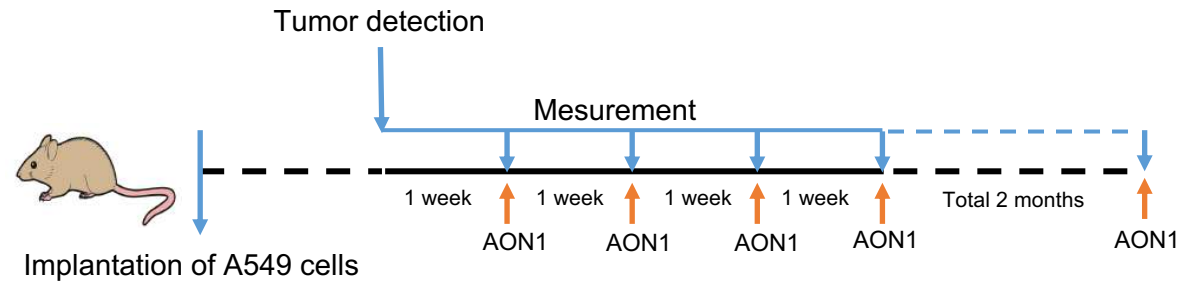 Tumor detection
Mesurement
1 week
1 week
1 week
1 week
Total 2 months
AON1
AON1
AON1
AON1
AON1
Implantation of A549 cells